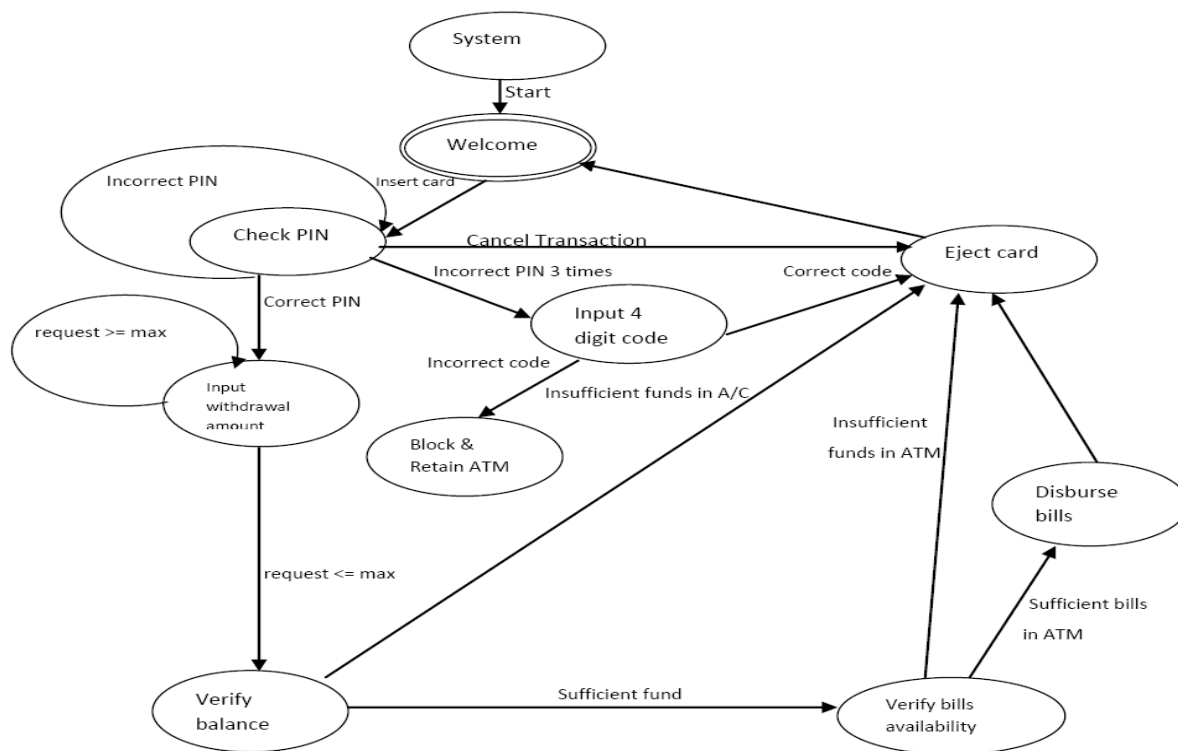 System
Start
Welcome
Incorrect PIN
Insert card
Check PIN
Cancel Transaction
Eject card
Incorrect PIN 3 times
Correct code
Correct PIN
Input 4
digit code
request >= max
Incorrect code
Input
withdrawal
amount
Insufficient funds in A/C
Block &
Retain ATM
Insufficient
funds in ATM
Disburse
bills
request <= max
Sufficient bills
in ATM
Sufficient fund
Verify
balance
Verify bills
availability